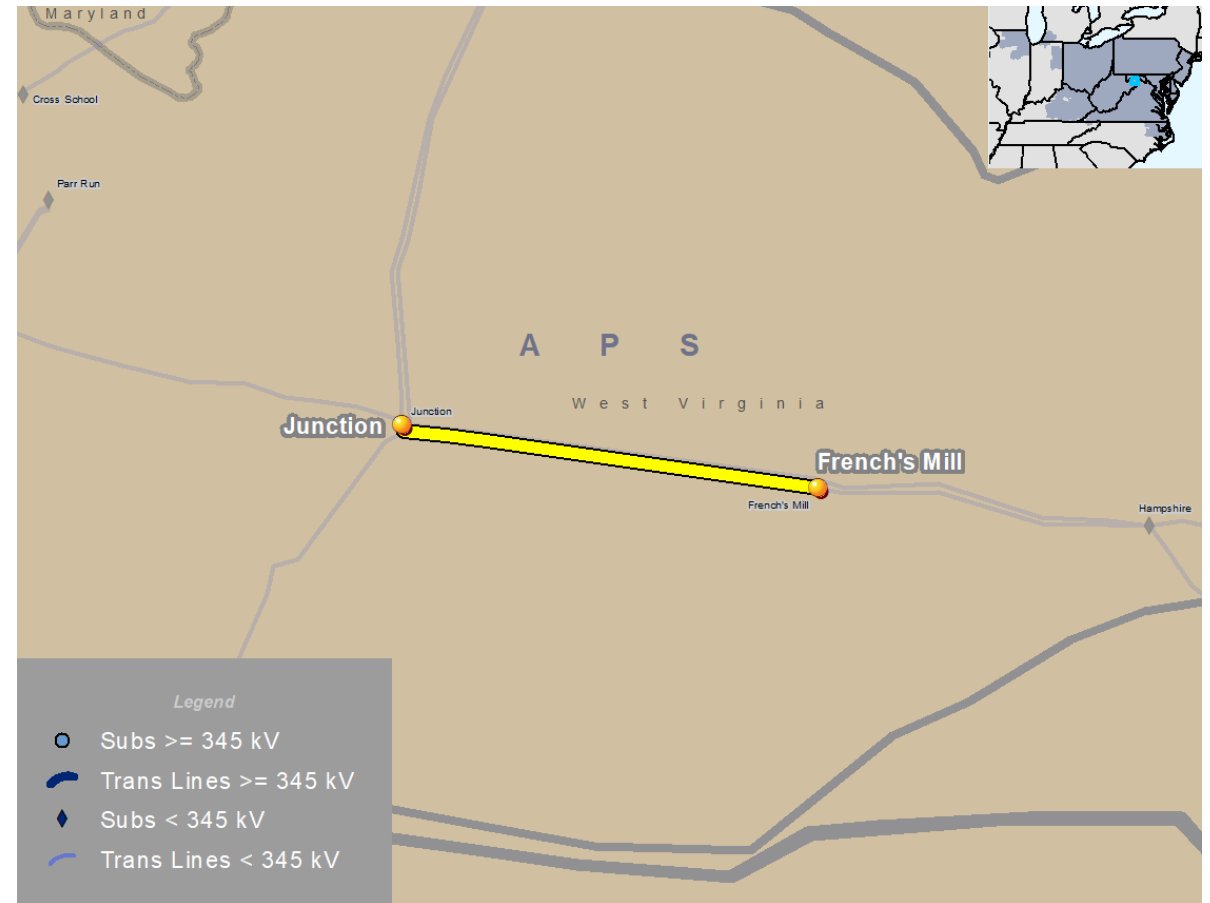 Maryland
Cross School
Parr Run
A P S
West Virginia
Junction
Junction
French's Mill
French's Mill
Hampshire
Legend
Subs >= 345 kV
Trans Lines >= 345 kV
Subs < 345 kV
Trans Lines < 345 kV